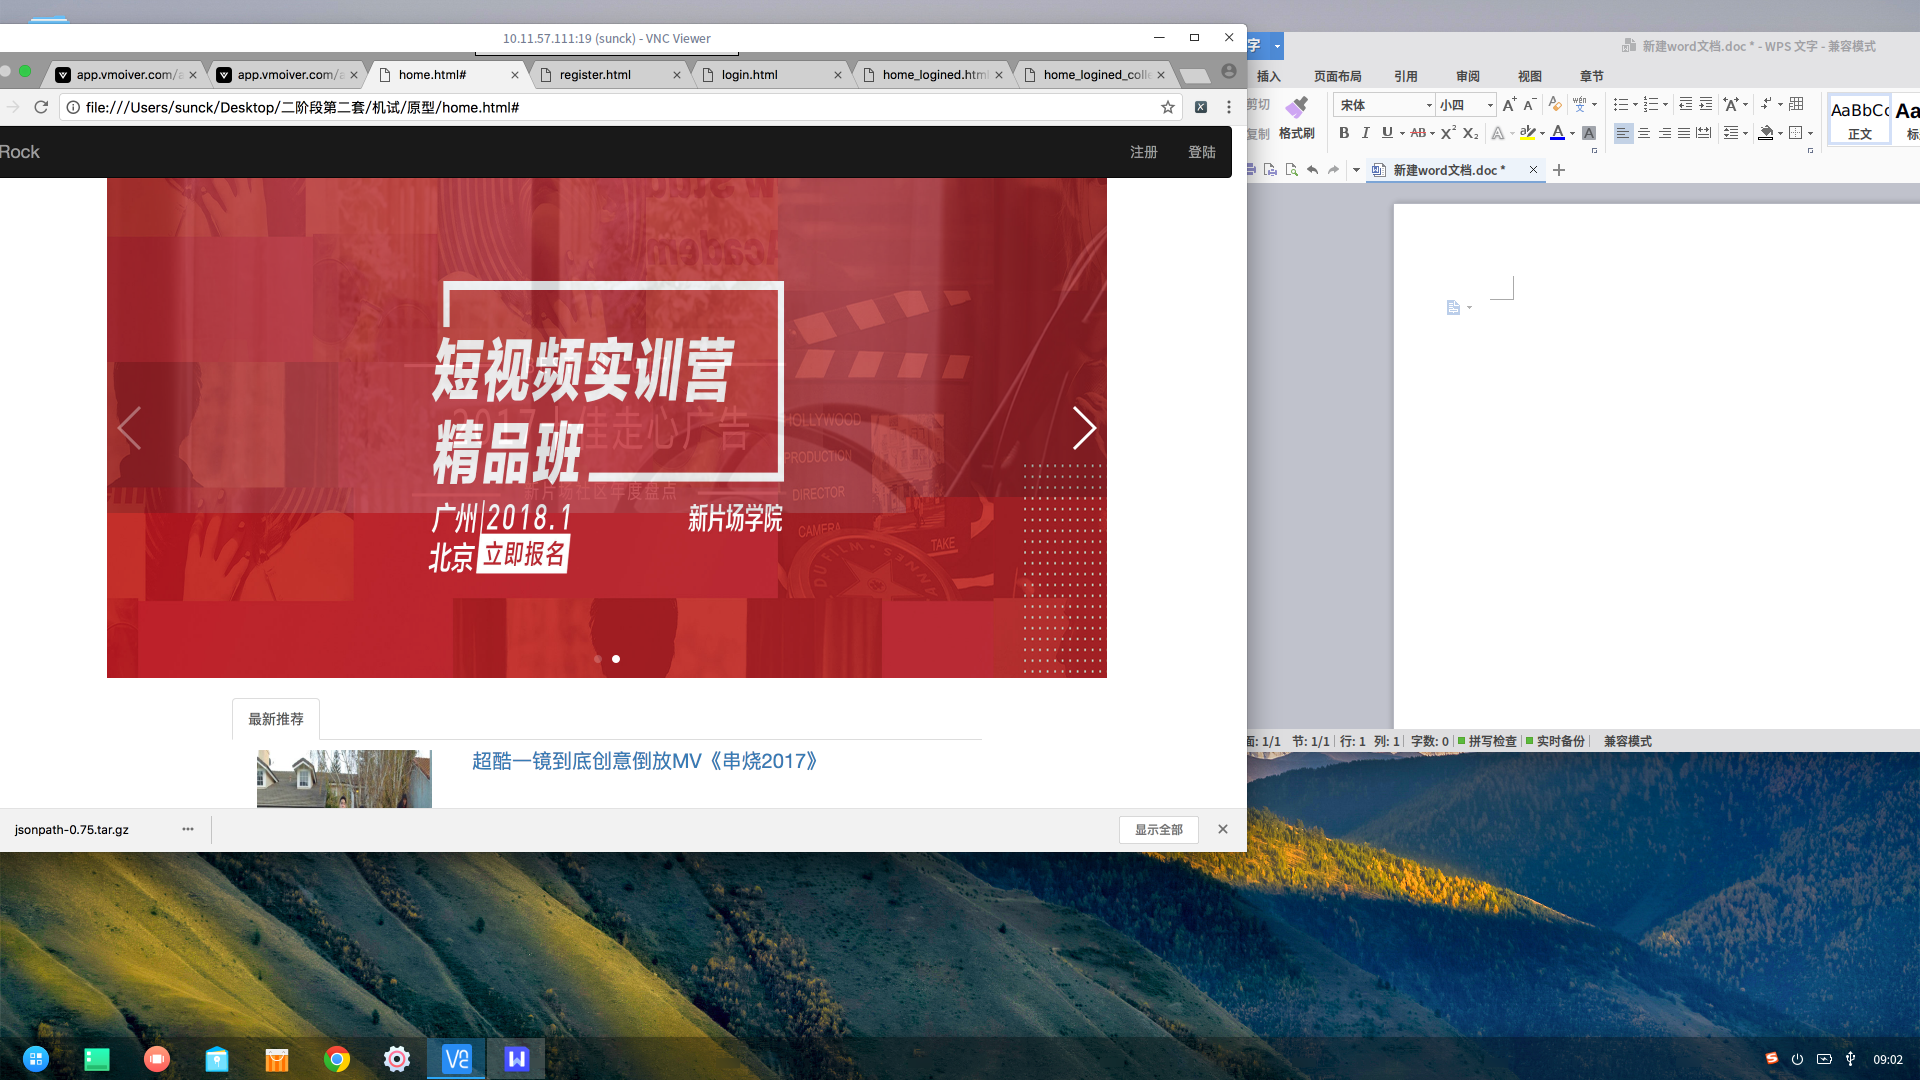 10.11.57.111:19 (sunck) - VNC Viewer
app.vmoiver.com/a
app.vmoiver.com/a
home.html#
register.html
login.html
home_logined.html
home_logined_colle
file:///Users/sunck/Desktop/二阶段第二套/机试/原型/home.html#
Rock
注册
登陆
Academ
短视频实训营
精品班
2017十佳走心广告
新片场社区年度盘点
HOLLYWOOD
PRODUCTION
DIRECTOR
CAMERA
TAKE
广州 2018.1
新片场学院
北京 立即报名
最新推荐
超酷一镜到底创意倒放MV《串烧2017》
jsonpath-0.75.tar.gz
显示全部
字
新建word文档.doc * - WPS 文字 - 兼容模式
插入
页面布局
引用
审阅
视图
章节
剪切
复制
格式刷
宋体
小四
AaBbCc
正文
新建word文档.doc *
面: 1/1
节: 1/1
行: 1
列: 1
字数: 0
拼写检查
实时备份
兼容模式
09:02